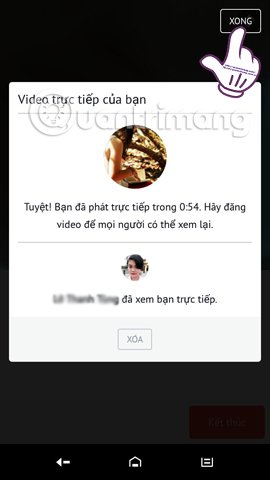 XONG
Video trực tiếp của bạn
Quantrimang
Tuyệt! Bạn đã phát trực tiếp trong 0:54. Hãy đăng
video để mọi người có thể xem lại.
đã xem bạn trực tiếp.
XÓA
Kết thúc